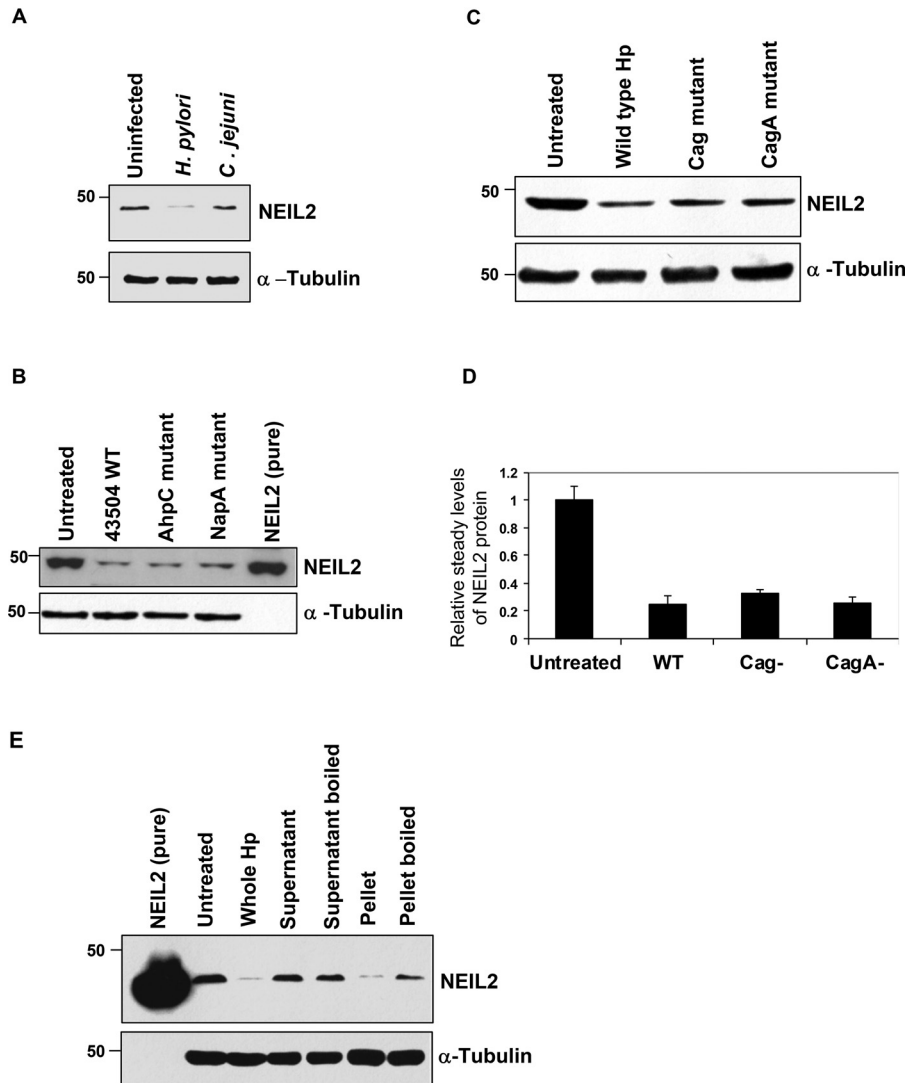 A
Uninfected
H. pylori
C . jejuni
50
NEIL2
50
α –Tubulin
C
Untreated
Wild type Hp
Cag mutant
CagA mutant
50
NEIL2
50
α -Tubulin
B
Untreated
43504 WT
AhpC mutant
NapA mutant
NEIL2 (pure)
50
NEIL2
50
α -Tubulin
D
Relative steady levels
of NEIL2 protein
1.2
1
0.8
0.6
0.4
0.2
0
Untreated
WT
Cag-
CagA-
E
NEIL2 (pure)
Untreated
Whole Hp
Supernatant
Supernatant boiled
Pellet
Pellet boiled
50
NEIL2
50
α-Tubulin